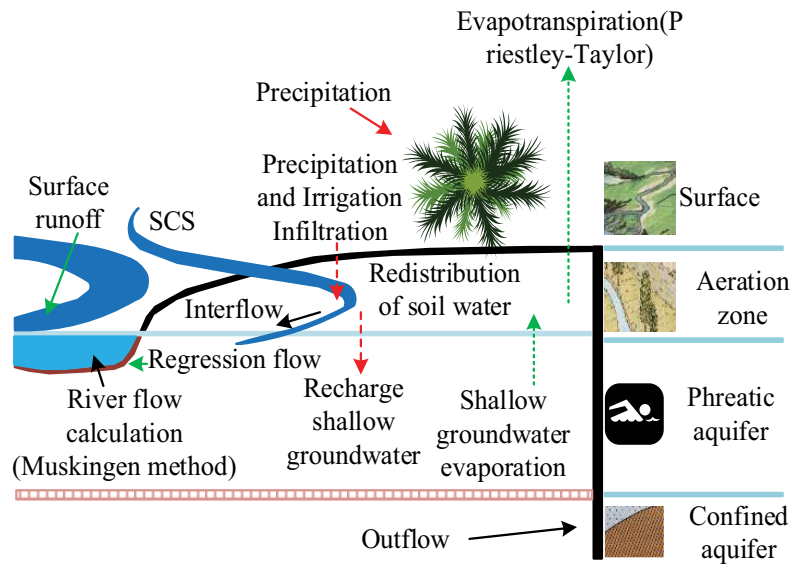 Evapotranspiration(P
riestley-Taylor)
Precipitation
Precipitation
and Irrigation
Infiltration
Surface
runoff
SCS
Surface
Redistribution
of soil water
Aeration
zone
Interflow
Regression flow
River flow
calculation
(Muskingen method)
Recharge
shallow
groundwater
Shallow
groundwater
evaporation
Phreatic
aquifer
Outflow
Confined
aquifer